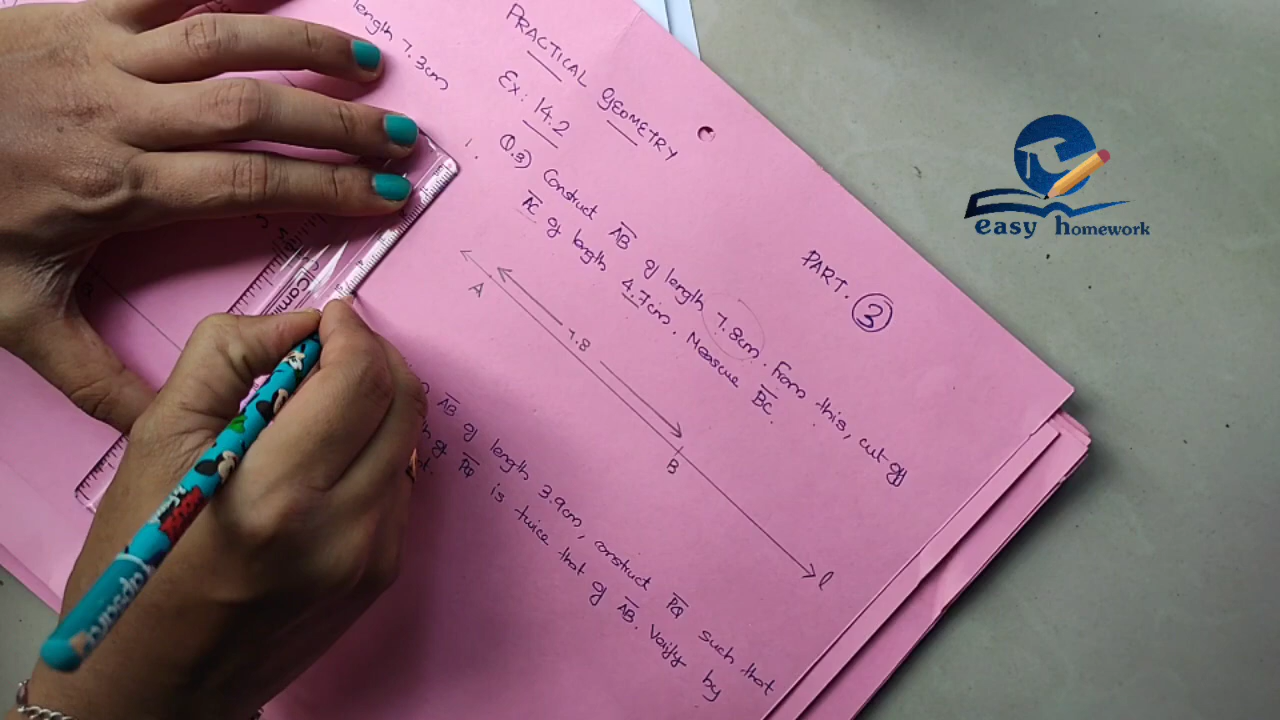 length 7.3cm
PRACTICAL GEOMETRY
Ex: 14.2
PART. 3
1.
Q.3) Construct AB of length 7.8cm. From this, cut off
AC of length 4.7cm. Measure BC.
A
7.8
B
l
AB of length 3.9cm, construct PQ such that
of PQ is twice that of AB. Verify by
easy homework
Camlin